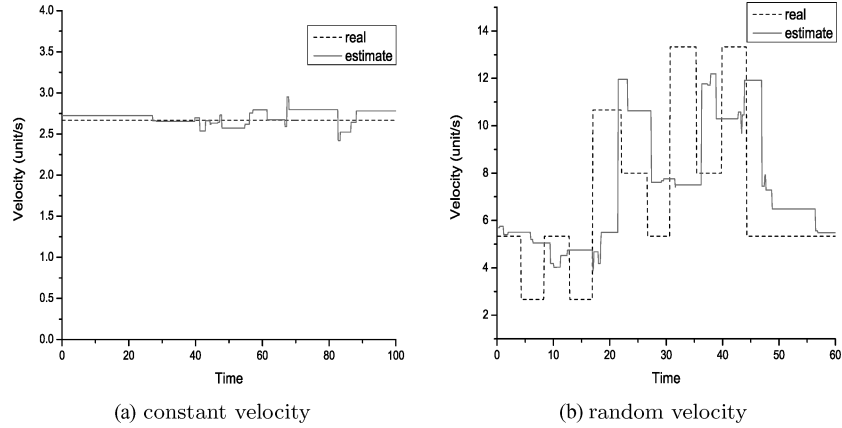 real
estimate
4.0
3.5
3.0
2.5
2.0
1.5
1.0
0.5
0.0
Velocity (unit/s)
0 20 40 60 80 100
Time
(a) constant velocity
real
estimate
14
12
10
8
6
4
2
Velocity (unit/s)
0 10 20 30 40 50 60
Time
(b) random velocity